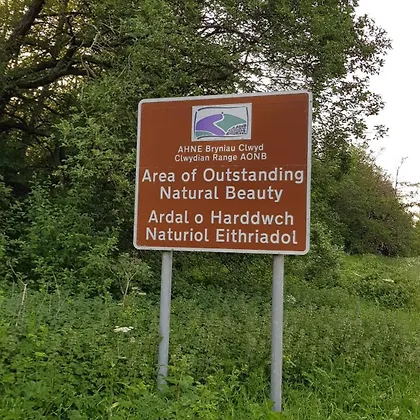 AHNE Bryniau Clwyd
Clwydian Range AONB
Area of Outstanding
Natural Beauty
Ardal o Harddwch
Naturiol Eithriadol